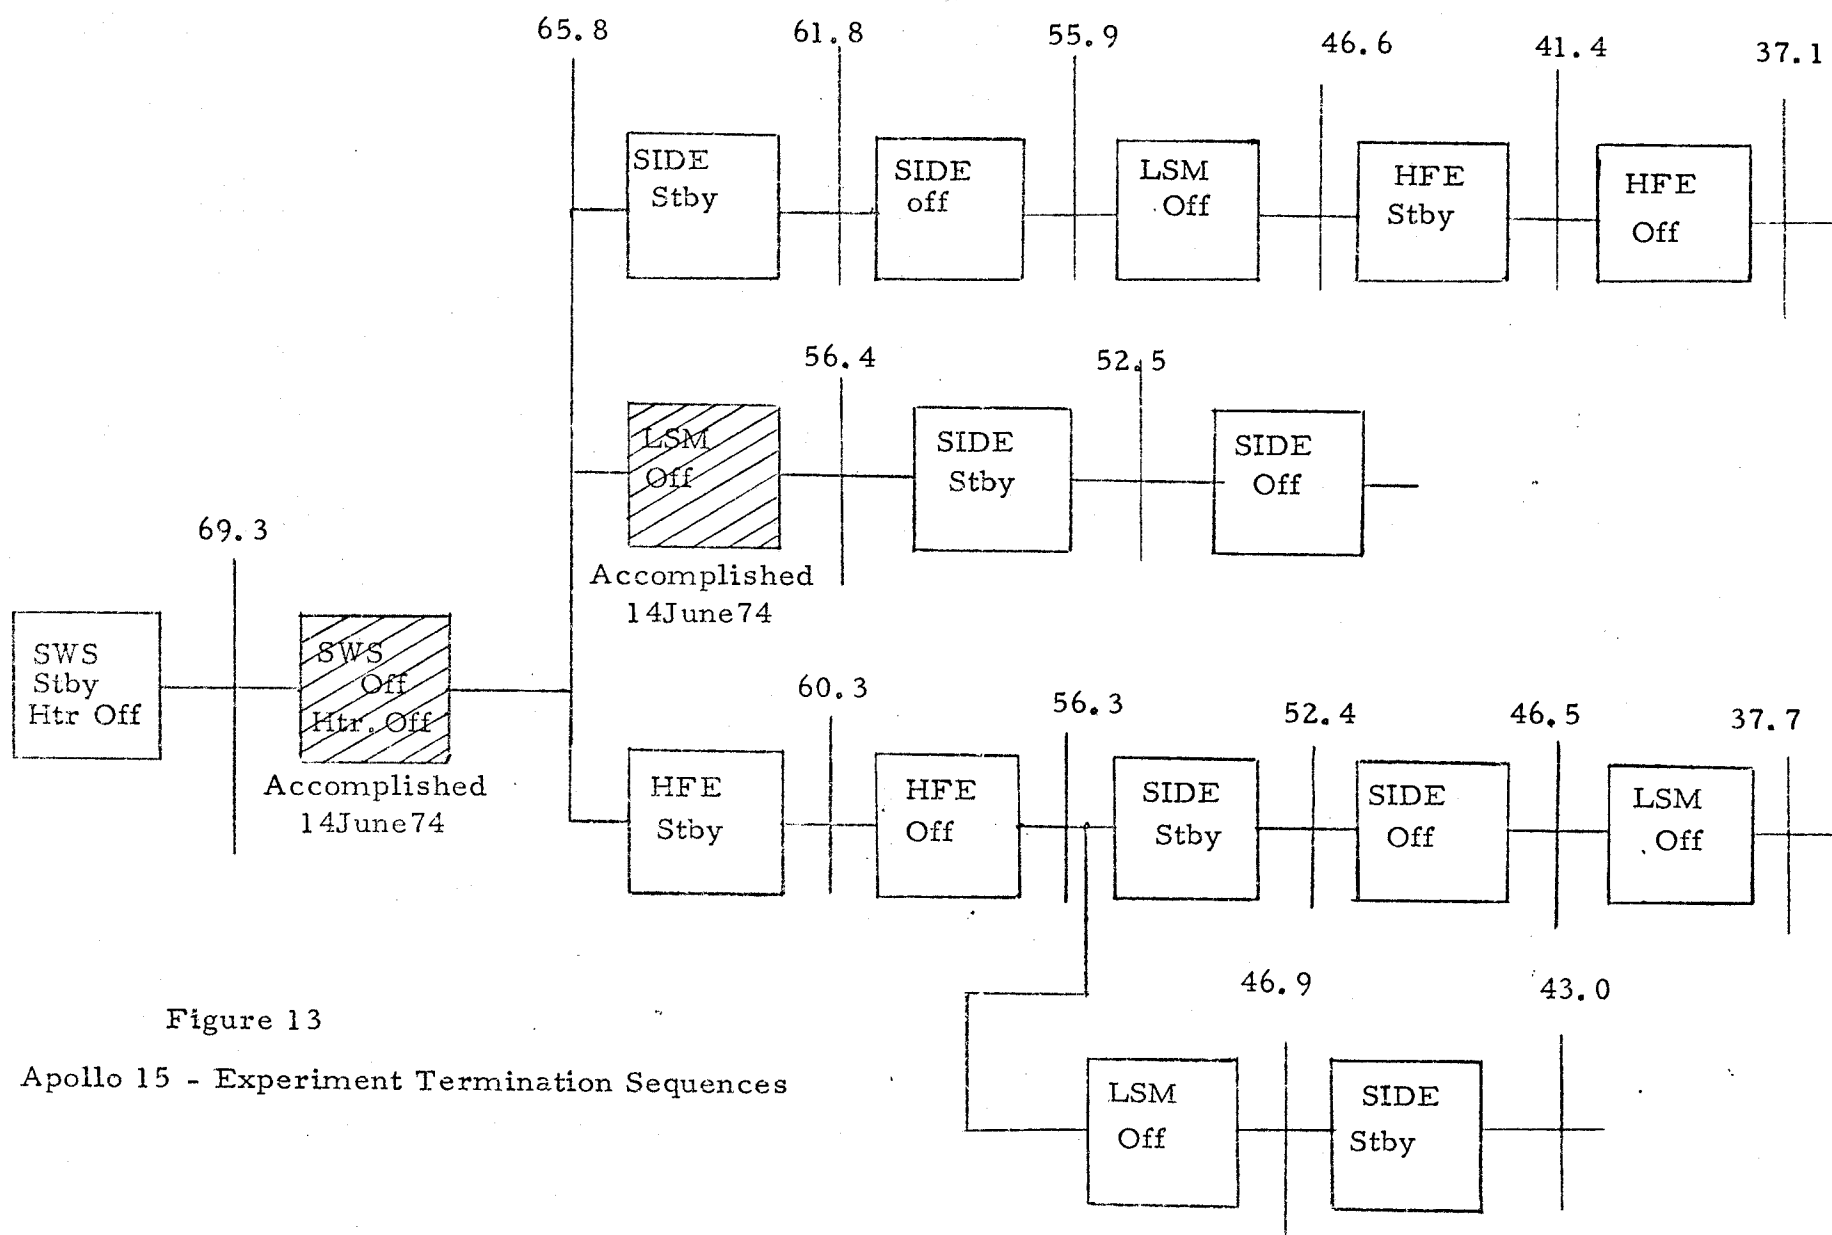 65.8
61.8
55.9
46.6
41.4
37.1
SIDE
Stby
SIDE
off
LSM
Off
HFE
Stby
HFE
Off
56.4
52.5
LSM
Off
SIDE
Stby
SIDE
Off
Accomplished
14June74
69.3
SWS
Stby
Htr Off
SWS
Off
Htr. Off
Accomplished
14June74
60.3
56.3
52.4
46.5
37.7
HFE
Stby
HFE
Off
SIDE
Stby
SIDE
Off
LSM
Off
46.9
43.0
LSM
Off
SIDE
Stby
Figure 13
Apollo 15 - Experiment Termination Sequences